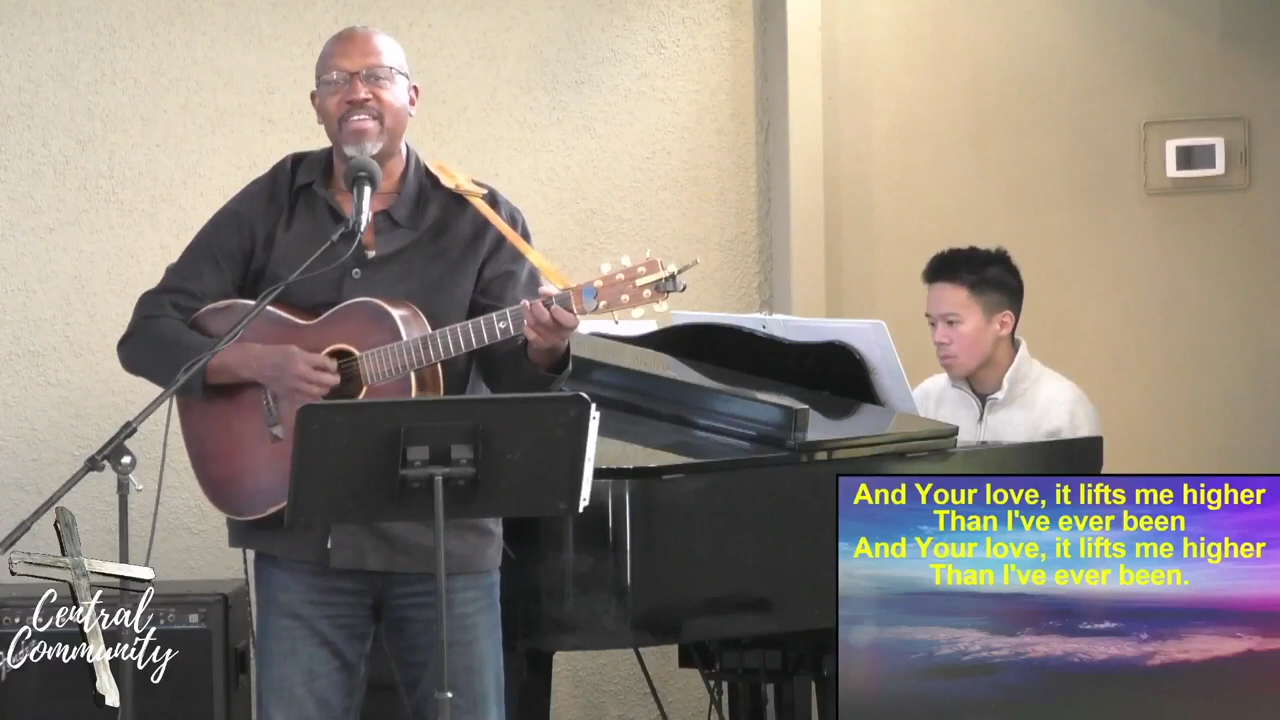 And Your love, it lifts me higher
Than I've ever been
And Your love, it lifts me higher
Than I've ever been.
Central
Community